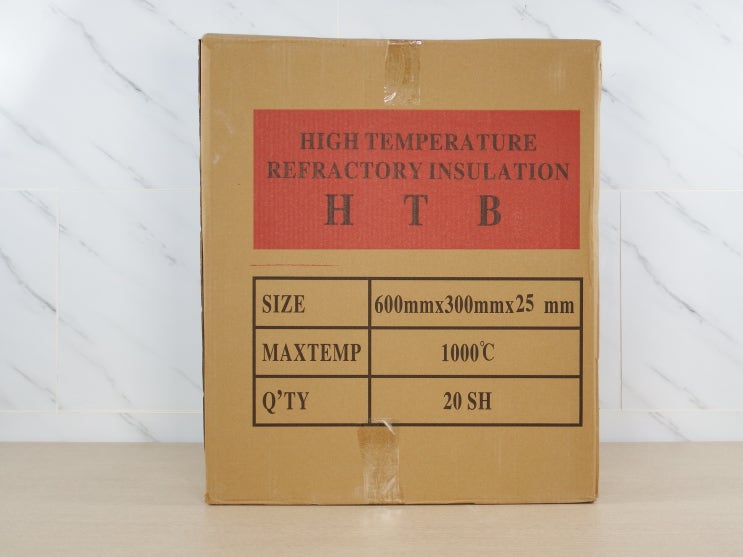 HIGH TEMPERATURE
REFRACTORY INSULATION
H T B
SIZE 600mmx300mmx25 mm
MAXTEMP 1000℃
Q’TY 20 SH